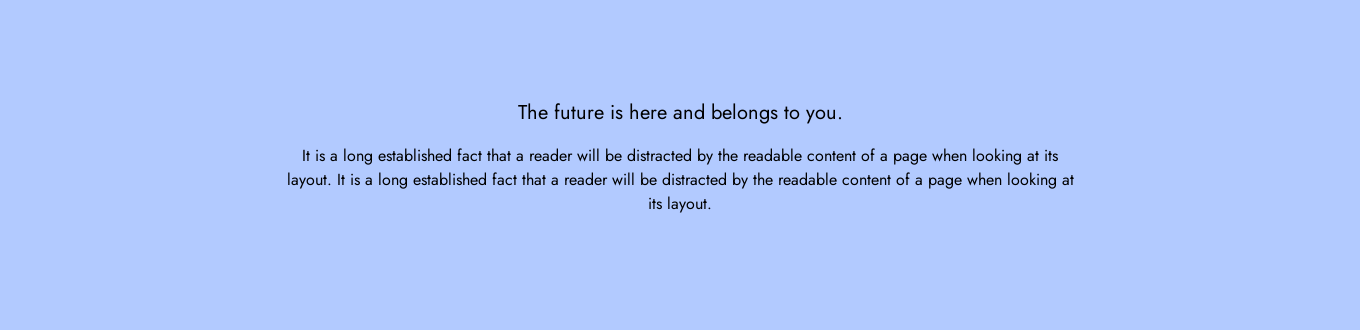 The future is here and belongs to you.
It is a long established fact that a reader will be distracted by the readable content of a page when looking at its
layout. It is a long established fact that a reader will be distracted by the readable content of a page when looking at
its layout.